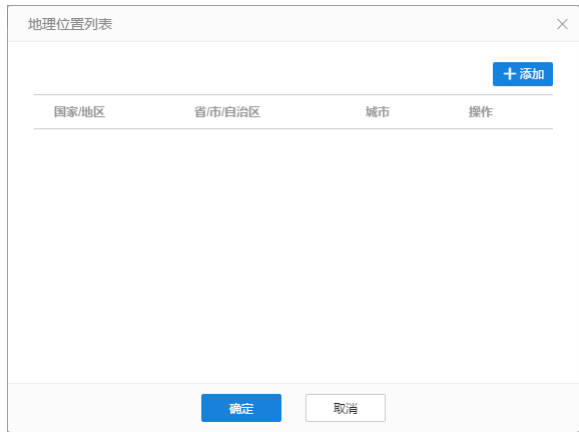 地理位置列表
添加
国家/地区 省/市/自治区 城市 操作
确定 取消